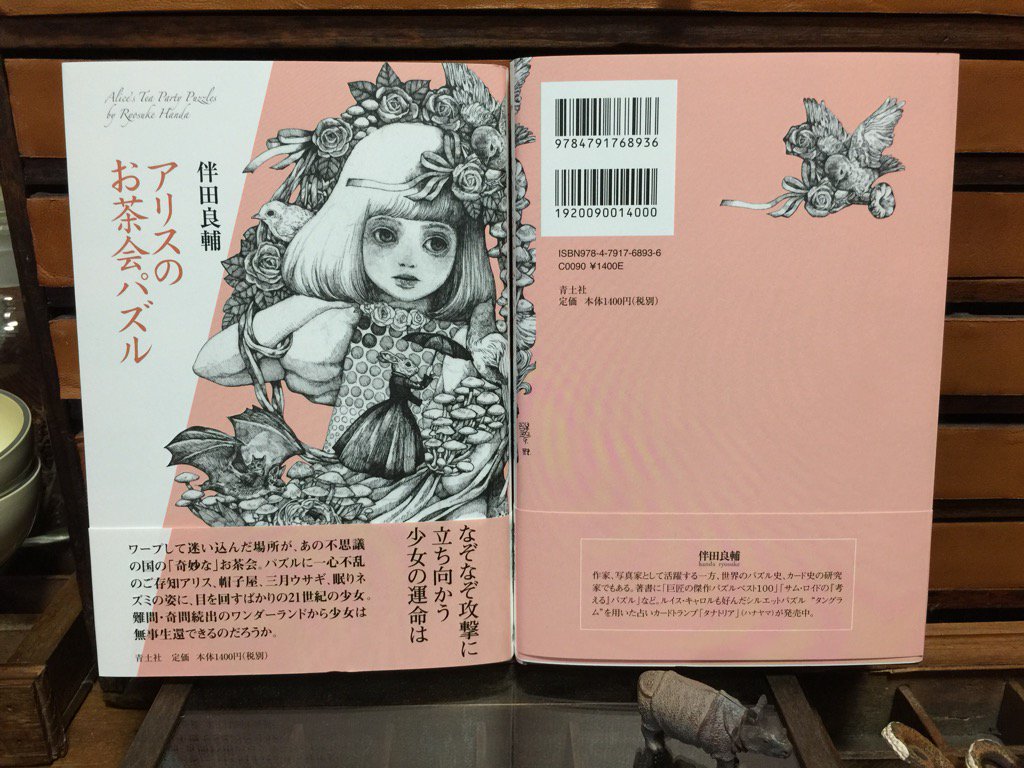 Alice's Tea Party Puzzles
by Ryosuke Handa
アリスの
お茶会パズル
伴田良輔
なぞなぞ攻撃に
立ち向かう
少女の運命は
ワープして迷い込んだ場所が、あの不思議
の国の「奇妙な」お茶会。パズルに一心不乱
のご存知アリス、帽子屋、三月ウサギ、眠りネ
ズミの姿に、目を回すばかりの21世紀の少女。
難問・奇問続出のワンダーランドから少女は
無事生還できるのだろうか。
青土社 定価 本体1400円(税別)
9784791768936
1920090014000
ISBN978-4-7917-6893-6
C0090 ¥1400E
青土社
定価 本体1400円(税別)
伴田良輔
handa ryosuke
作家、写真家として活躍する一方、世界のパズル史、カード史の研究
家でもある。著書に「巨匠の傑作パズルベスト100」「サム・ロイドの「考
える」パズル」など。ルイス・キャロルも好んだシルエットパズル "タングラ
ム"を用いた占いカードトランプ「タナトリア」(ハナヤマ)が発売中。